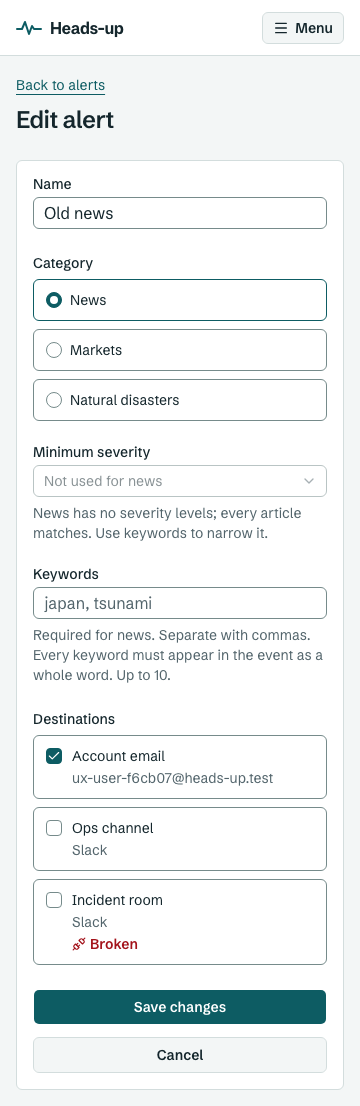 Heads-up
Menu
Back to alerts
Edit alert
Name
Old news
Category
News
Markets
Natural disasters
Minimum severity
Not used for news
News has no severity levels; every article
matches. Use keywords to narrow it.
Keywords
japan, tsunami
Required for news. Separate with commas.
Every keyword must appear in the event as a
whole word. Up to 10.
Destinations
Account email
ux-user-f6cb07@heads-up.test
Ops channel
Slack
Incident room
Slack
Broken
Save changes
Cancel